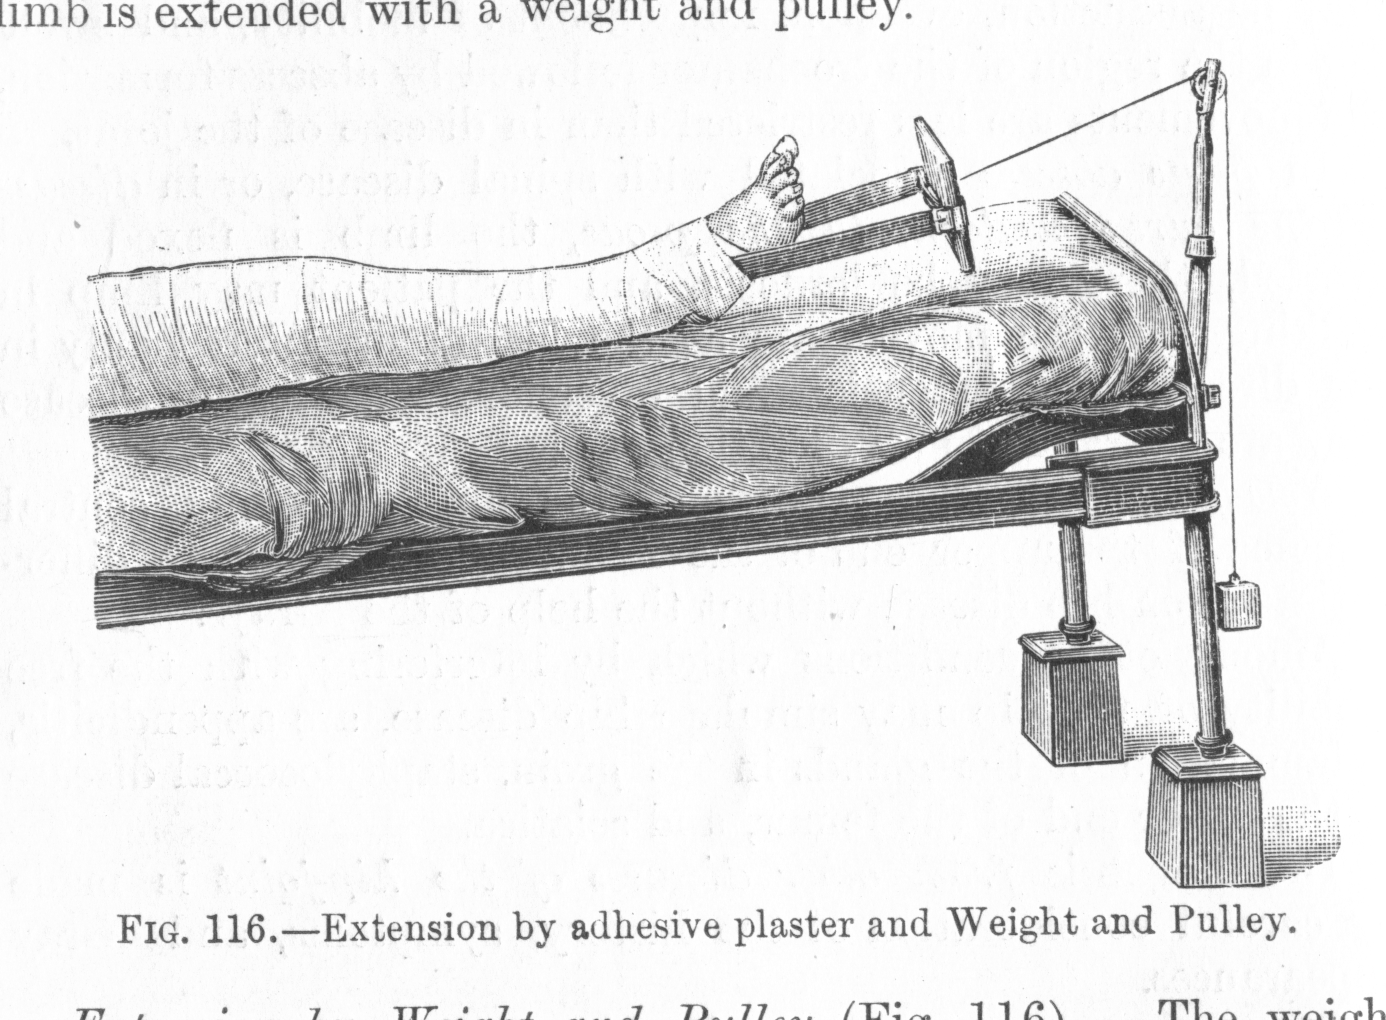 limb is extended with a weight and pulley.
Fig. 116.—Extension by adhesive plaster and Weight and Pulley.
Extension by Weight and Pulley (Fig. 116). The weigh